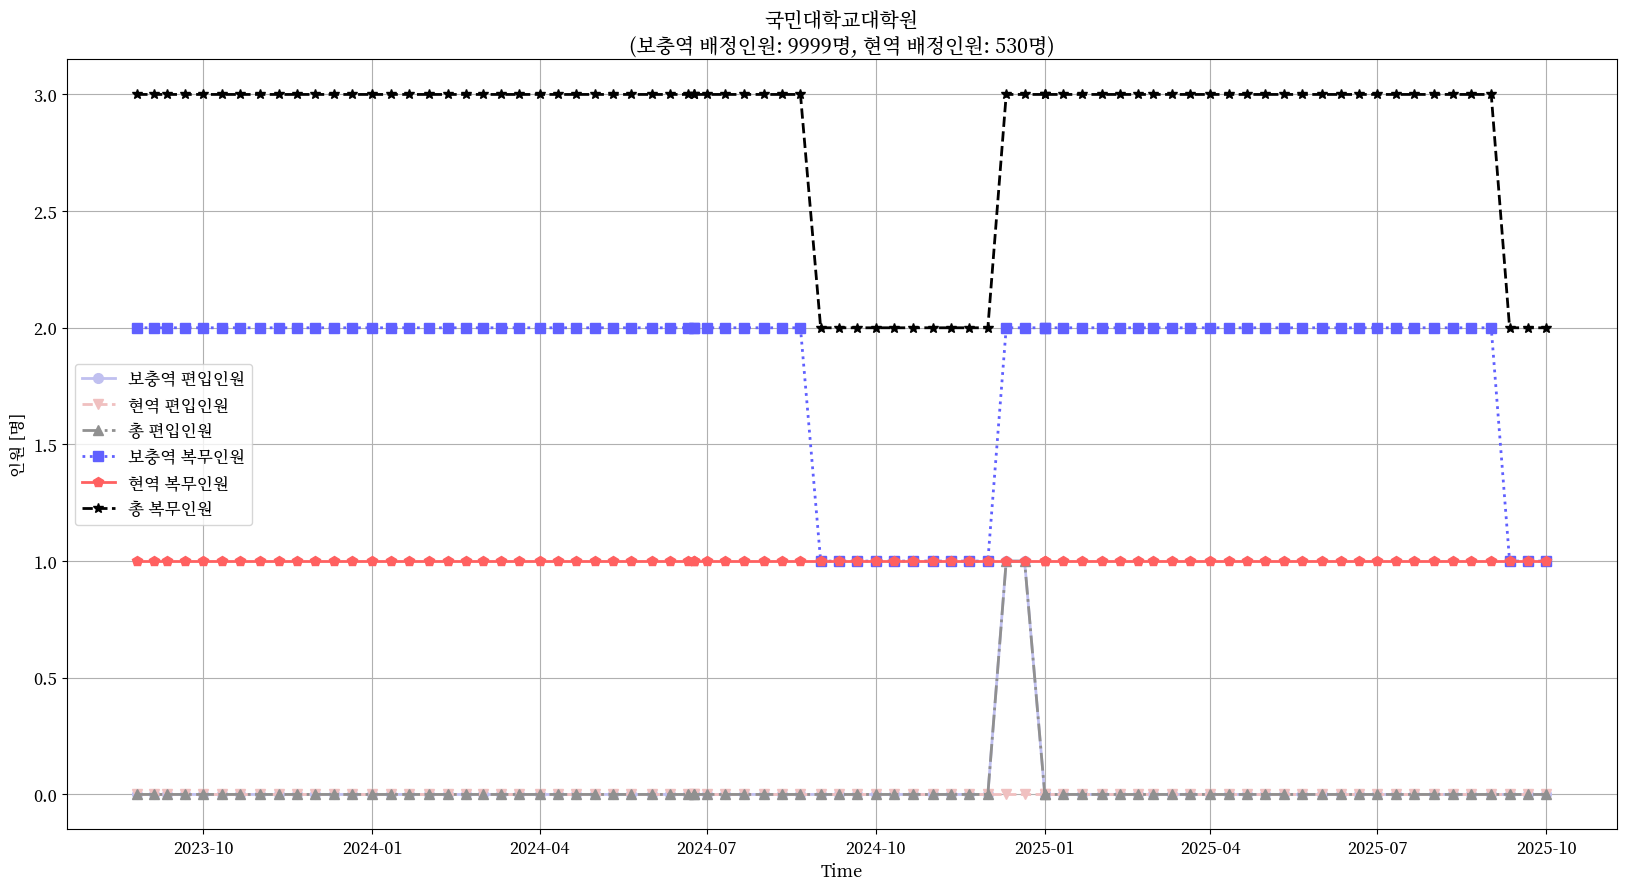 국민대학교대학원
(보충역 배정인원: 9999명, 현역 배정인원: 530명)
인원 [명]
3.0
2.5
2.0
1.5
1.0
0.5
0.0
보충역 편입인원
현역 편입인원
총 편입인원
보충역 복무인원
현역 복무인원
총 복무인원
2023-10 2024-01 2024-04 2024-07 2024-10 2025-01 2025-04 2025-07 2025-10
Time